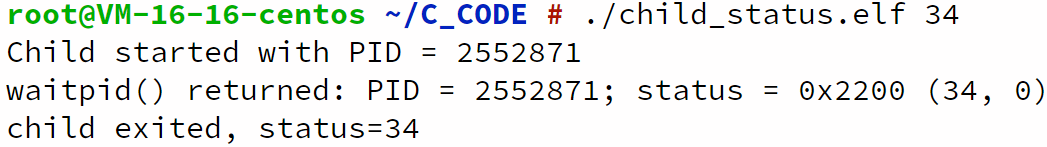 root@VM-16-16-centos ~/C_CODE # ./child_status.elf 34
Child started with PID = 2552871
waitpid() returned: PID = 2552871; status = 0x2200 (34, 0)
child exited, status=34